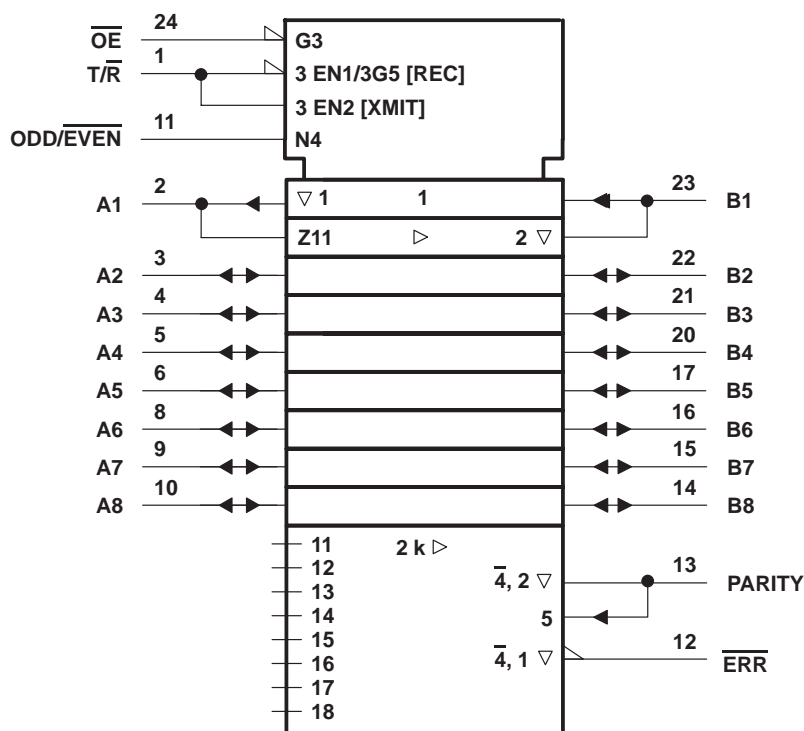 OE 24 G3
T/R 1 3 EN1/3G5 [REC]
3 EN2 [XMIT]
ODD/EVEN 11 N4
A1 2 ▽ 1 1 23 B1
Z11 ▷ 2 ▽
A2 3 22 B2
A3 4 21 B3
A4 5 20 B4
A5 6 17 B5
A6 8 16 B6
A7 9 15 B7
A8 10 14 B8
11 2 k ▷
12 4, 2 ▽ 13 PARITY
13
14 5
15
16 4, 1 ▽ 12 ERR
17
18